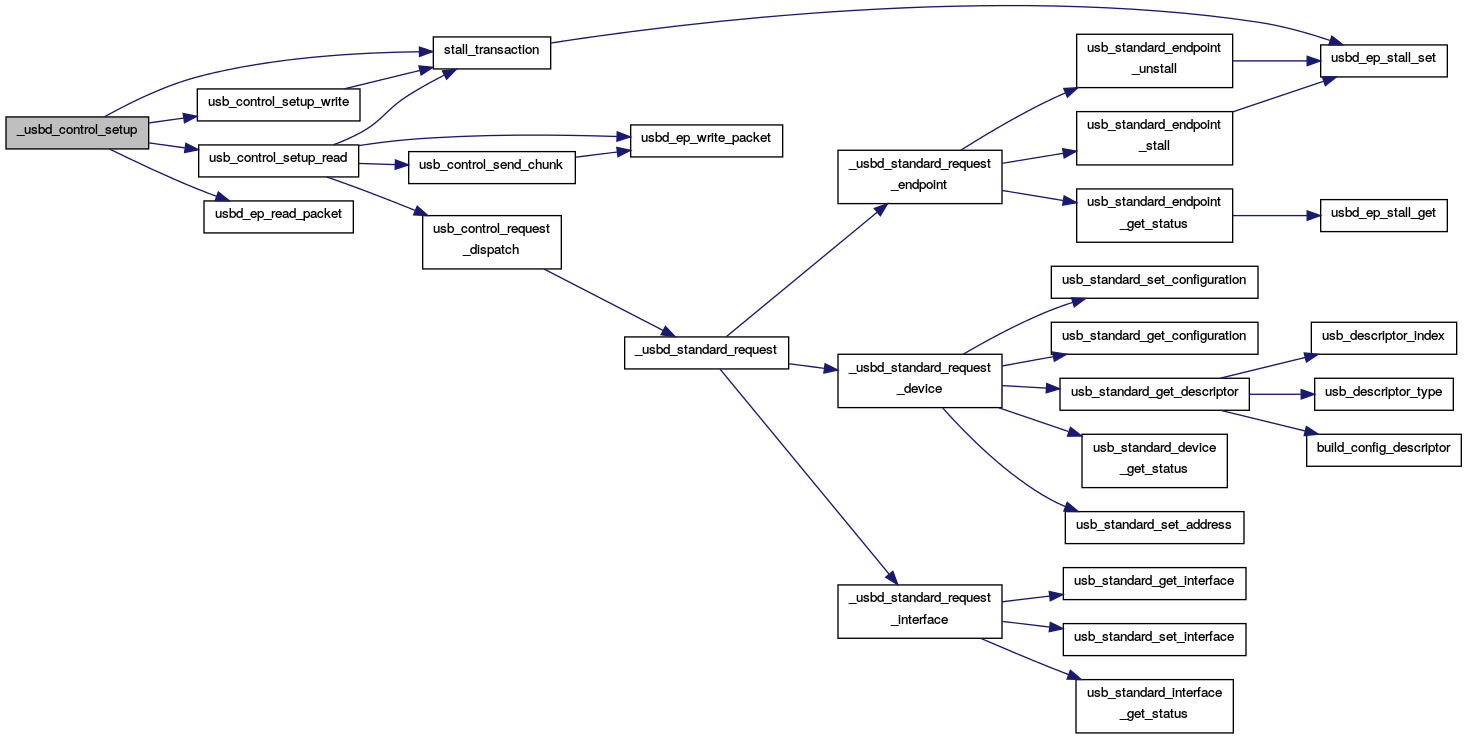 _usbd_control_setup
stall_transaction
usb_control_setup_write
usb_control_setup_read
usbd_ep_read_packet
usb_control_send_chunk
usbd_ep_write_packet
usb_control_request
_dispatch
_usbd_standard_request
_usbd_standard_request
_endpoint
_usbd_standard_request
_device
_usbd_standard_request
_interface
usb_standard_endpoint
_unstall
usb_standard_endpoint
_stall
usb_standard_endpoint
_get_status
usb_standard_set_configuration
usb_standard_get_configuration
usb_standard_get_descriptor
usb_standard_device
_get_status
usb_standard_set_address
usb_standard_get_interface
usb_standard_set_interface
usb_standard_interface
_get_status
usbd_ep_stall_set
usbd_ep_stall_get
usb_descriptor_index
usb_descriptor_type
build_config_descriptor